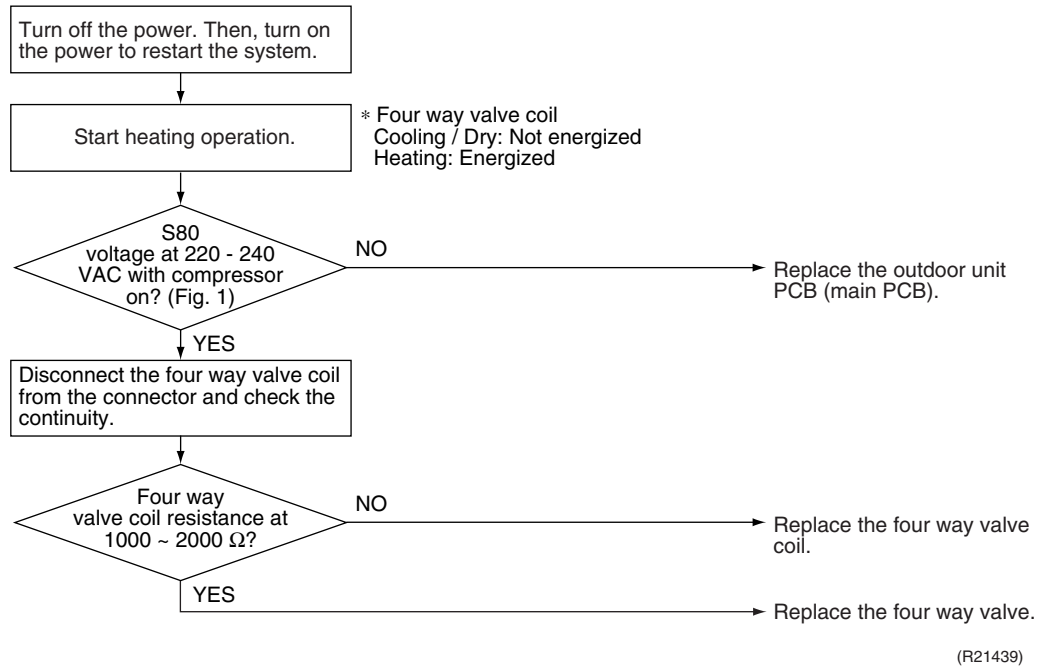 Turn off the power. Then, turn on
the power to restart the system.
Start heating operation.
* Four way valve coil
Cooling / Dry: Not energized
Heating: Energized
S80
voltage at 220 - 240
VAC with compressor
on? (Fig. 1)
NO
Replace the outdoor unit
PCB (main PCB).
YES
Disconnect the four way valve coil
from the connector and check the
continuity.
Four way
valve coil resistance at
1000 ~ 2000 Ω?
NO
Replace the four way valve
coil.
YES
Replace the four way valve.
(R21439)